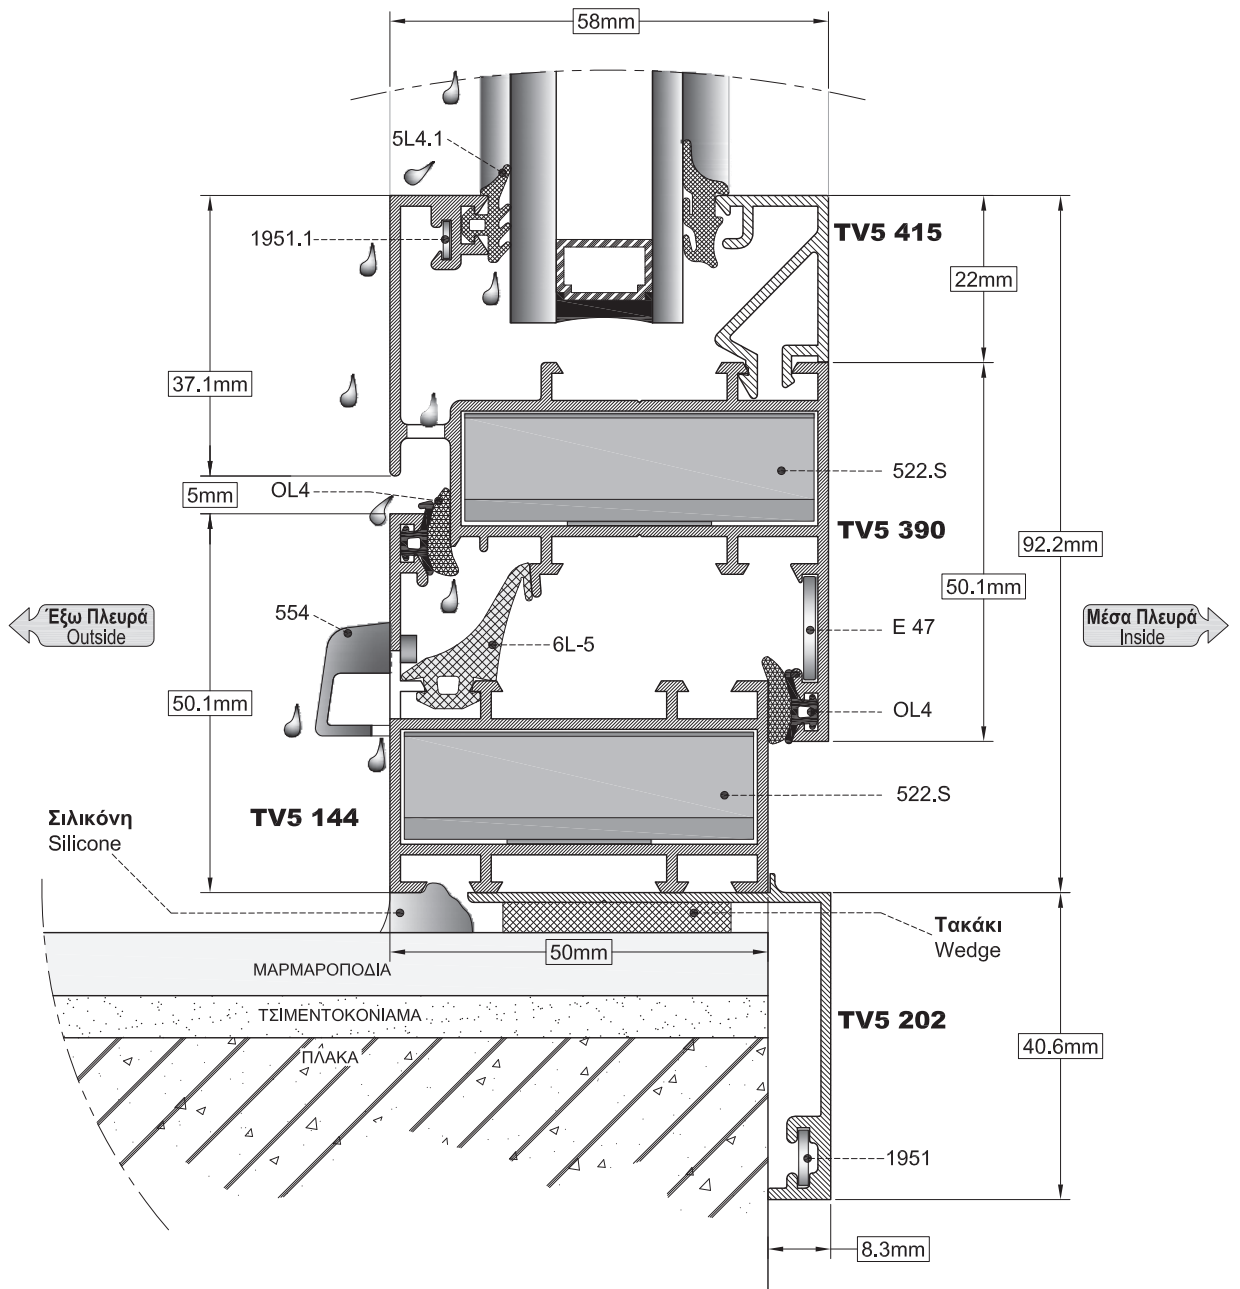 58mm
5L4.1
1951.1
TV5 415
22mm
37.1mm
522.S
5mm
OL4
TV5 390
92.2mm
50.1mm
Έξω Πλευρά
Outside
554
6L-5
E 47
Μέσα Πλευρά
Inside
50.1mm
OL4
522.S
TV5 144
Σιλικόνη
Silicone
Τακάκι
Wedge
50mm
ΜΑΡΜΑΡΟΠΟΔΙΑ
ΤΣΙΜΕΝΤΟΚΟΝΙΑΜΑ
TV5 202
ΠΛΑΚΑ
40.6mm
1951
8.3mm